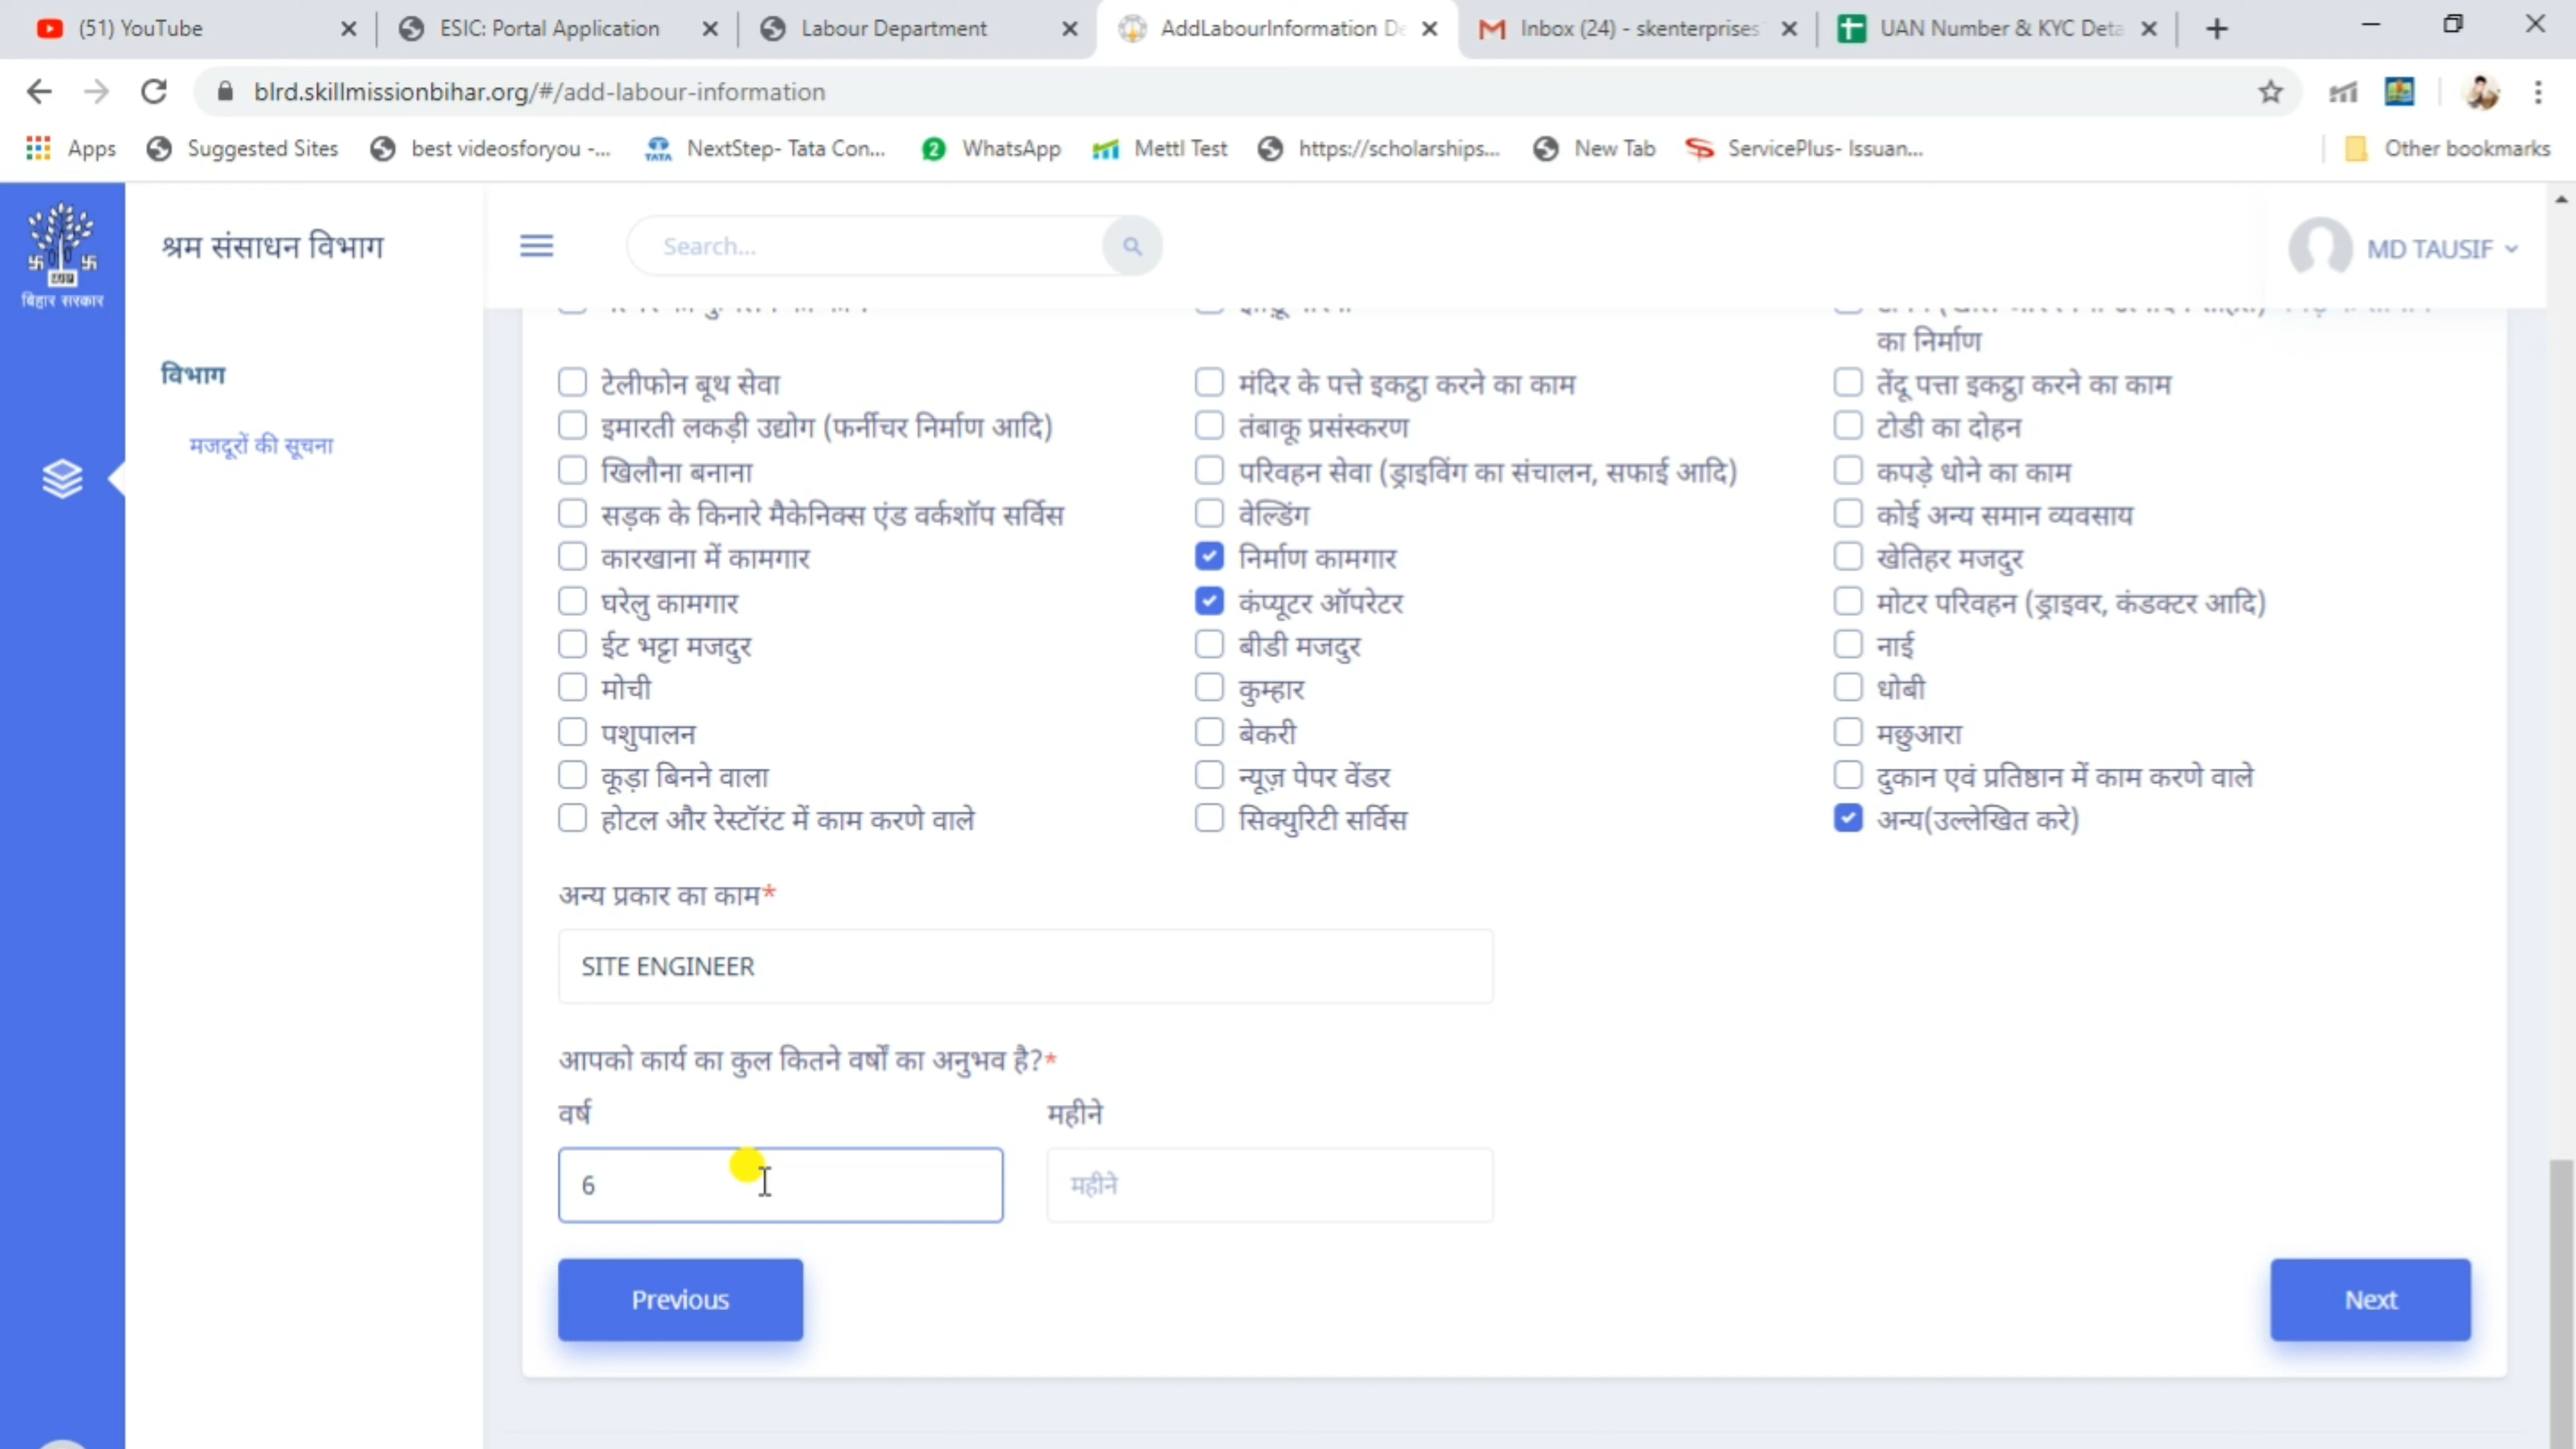 (51) YouTube
ESIC: Portal Application
Labour Department
AddLabourInformation De
Inbox (24) - skenterprises
UAN Number & KYC Deta
blrd.skillmissionbihar.org/#/add-labour-information
Apps
Suggested Sites
best videosforyou -...
TATA
NextStep- Tata Con...
2
WhatsApp
Mettl Test
https://scholarships...
New Tab
ServicePlus- Issuan...
Other bookmarks
बिहार सरकार
श्रम संसाधन विभाग
Search...
MD TAUSIF
विभाग
मजदूरों की सूचना
का निर्माण
टेलीफोन बूथ सेवा
मंदिर के पत्ते इकट्ठा करने का काम
तेंदू पत्ता इकट्ठा करने का काम
इमारती लकड़ी उद्योग (फर्नीचर निर्माण आदि)
तंबाकू प्रसंस्करण
टोडी का दोहन
खिलौना बनाना
परिवहन सेवा (ड्राइविंग का संचालन, सफाई आदि)
कपड़े धोने का काम
सड़क के किनारे मैकेनिक्स एंड वर्कशॉप सर्विस
वेल्डिंग
कोई अन्य समान व्यवसाय
कारखाना में कामगार
निर्माण कामगार
खेतिहर मजदुर
घरेलु कामगार
कंप्यूटर ऑपरेटर
मोटर परिवहन (ड्राइवर, कंडक्टर आदि)
ईट भट्टा मजदुर
बीडी मजदुर
नाई
मोची
कुम्हार
धोबी
पशुपालन
बेकरी
मछुआरा
कूड़ा बिनने वाला
न्यूज़ पेपर वेंडर
दुकान एवं प्रतिष्ठान में काम करणे वाले
होटल और रेस्टॉरंट में काम करणे वाले
सिक्युरिटी सर्विस
अन्य(उल्लेखित करे)
अन्य प्रकार का काम*
SITE ENGINEER
आपको कार्य का कुल कितने वर्षों का अनुभव है?*
वर्ष
महीने
6
महीने
Previous
Next